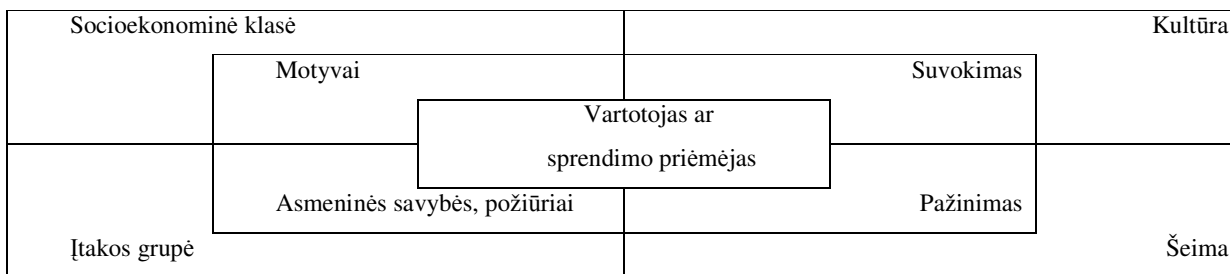 Socioekonominė klasė
Kultūra
Motyvai
Suvokimas
Vartotojas ar
sprendimo priėmėjas
Asmeninės savybės, požiūriai
Pažinimas
Įtakos grupė
Šeima